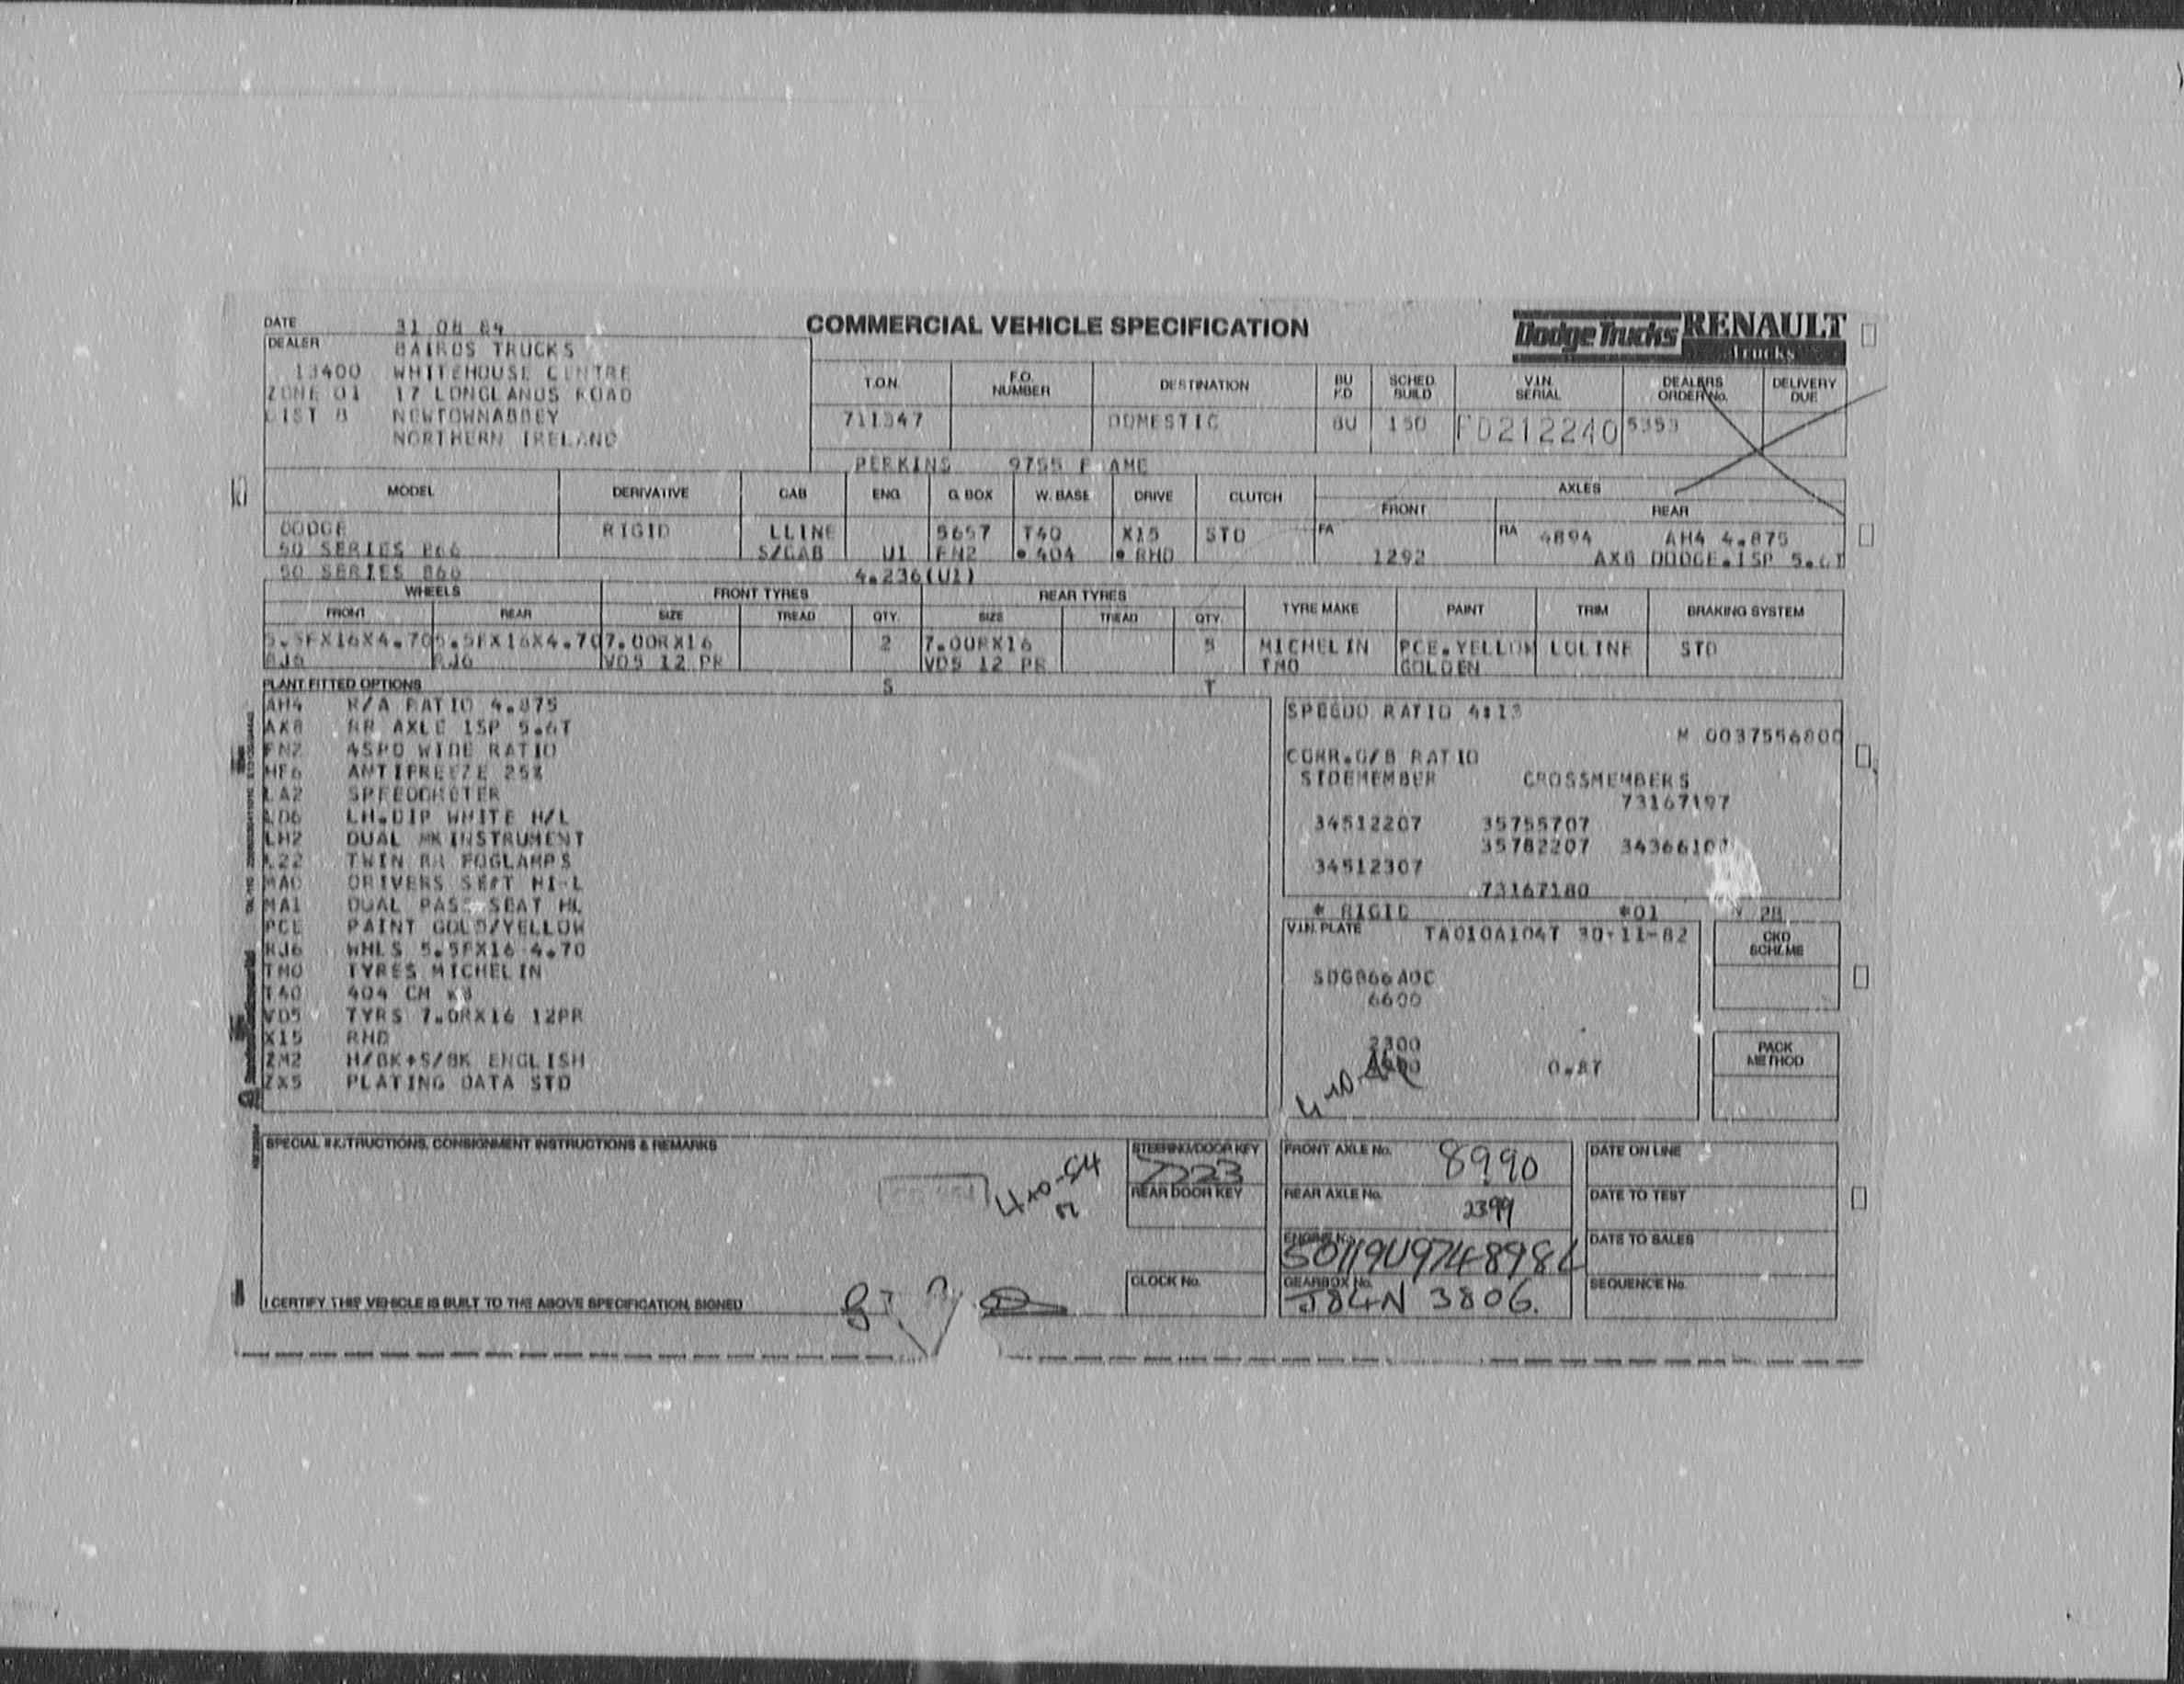 DATE 31 08 84
COMMERCIAL VEHICLE SPECIFICATION
Dodge Trucks RENAULT Trucks
DEALER BAIRDS TRUCKS
13400 WHITEHOUSE CENTRE
ZONE 01 17 LONGLANDS ROAD
DIST 8 NEWTOWNABBEY
NORTHERN IRELAND
T.O.N. F.O. NUMBER DESTINATION BU KD SCHED. BUILD V.I.N. SERIAL DEALERS ORDER No. DELIVERY DUE
711347 DOMESTIC BU 150 FD212240 5353
PERKINS 9755 F AME
MODEL DERIVATIVE CAB ENG. G. BOX W. BASE DRIVE CLUTCH AXLES
FRONT REAR
DODGE RIGID LLINE 5657 T40 X15 STD FA RA 4894 AH4 4.875
50 SERIES B66 S/CAB U1 FN2 * 404 * RHD 1292 AX8 DODGE.1SP 5.6T
50 SERIES B66 4.236(U1)
WHEELS FRONT TYRES REAR TYRES TYRE MAKE PAINT TRIM BRAKING SYSTEM
FRONT REAR SIZE TREAD QTY. SIZE TREAD QTY.
5.5FX16X4.70 5.5FX16X4.70 7.00RX16 2 7.00RX16 5 MICHELIN PCE.YELLOW LOLINE STD
RJ6 RJ6 VD5 12 PR VD5 12 PR TMO GOLDEN
PLANT FITTED OPTIONS S T
AH4 R/A RATIO 4.875
AX8 RR AXLE 1SP 5.6T
FN2 4SPD WIDE RATIO
HF6 ANTIFREEZE 25%
LA2 SPEEDOMETER
LD6 LH.DIP WHITE H/L
LH2 DUAL MK INSTRUMENT
L22 TWIN RR FOGLAMPS
MA0 DRIVERS SEAT HI-L
MA1 DUAL PASS SEAT HL
PCE PAINT GOLD/YELLOW
RJ6 WHLS 5.5FX16 4.70
TMO TYRES MICHELIN
T40 404 CM WB
VD5 TYRS 7.0RX16 12PR
X15 RHD
ZM2 H/BK+S/BK ENGLISH
ZX5 PLATING DATA STD
SPEEDO RATIO 4:13
M 0037556800
CORR.G/B RATIO
SIDEMEMBER CROSSMEMBERS
73167197
34512207 35755707
35782207
34512307
73167180
* RIGID *01 28
V.I.N. PLATE TA010A104T 30-11-82
CKD SCHEME
SDGB66A0C
6600
2300
0.87
PACK METHOD
SPECIAL INSTRUCTIONS, CONSIGNMENT INSTRUCTIONS & REMARKS
4-10-84
STEERING/DOOR KEY 7223
REAR DOOR KEY
CLOCK No.
FRONT AXLE No. 8990
REAR AXLE No. 2399
ENGINE No.
GEARBOX No. J84N 3806.
DATE ON LINE
DATE TO TEST
DATE TO SALES
SEQUENCE No.
I CERTIFY THIS VEHICLE IS BUILT TO THE ABOVE SPECIFICATION, SIGNED